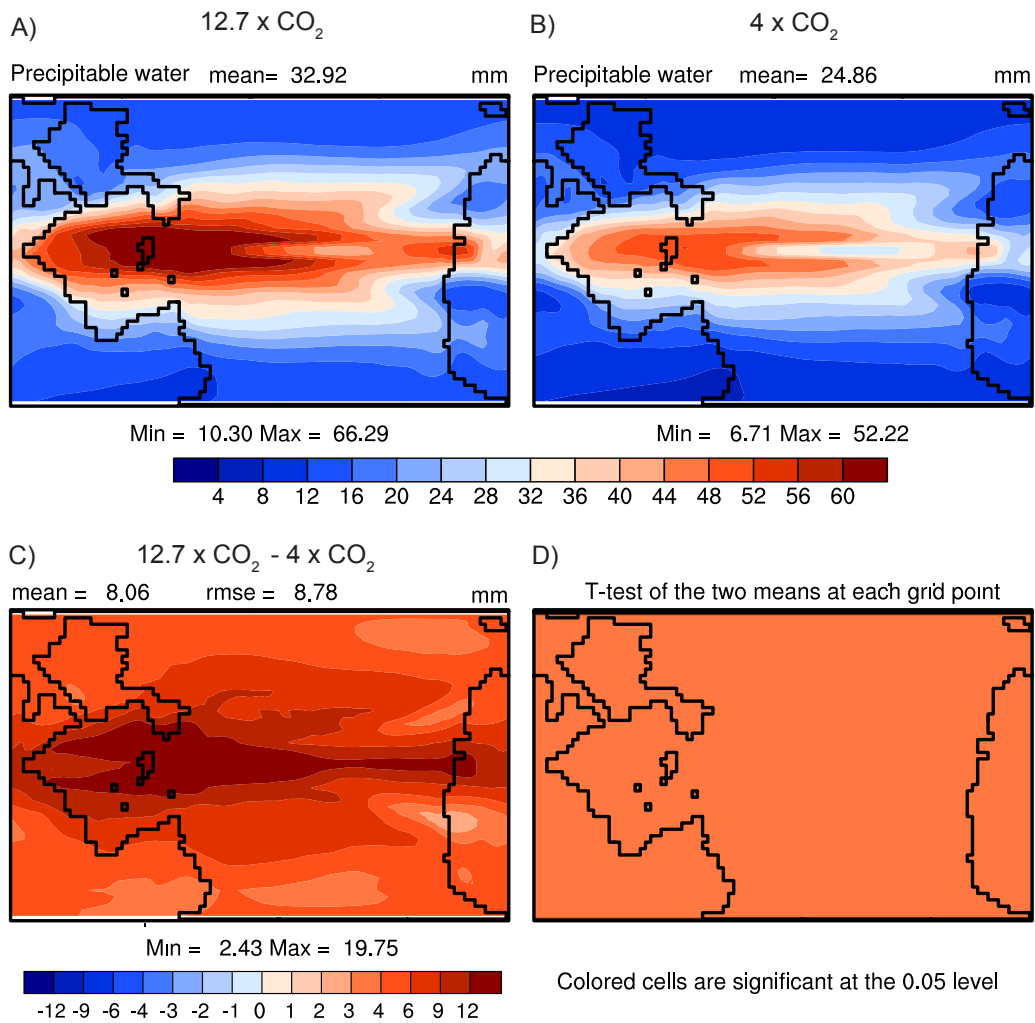 A) 12.7 x CO₂
B) 4 x CO₂
Precipitable water mean= 32.92 mm
Precipitable water mean= 24.86 mm
Min = 10.30 Max = 66.29
Min = 6.71 Max = 52.22
4 8 12 16 20 24 28 32 36 40 44 48 52 56 60
C) 12.7 x CO₂ - 4 x CO₂
D)
mean = 8.06 rmse = 8.78 mm
T-test of the two means at each grid point
Min = 2.43 Max = 19.75
-12 -9 -6 -4 -3 -2 -1 0 1 2 3 4 6 9 12
Colored cells are significant at the 0.05 level